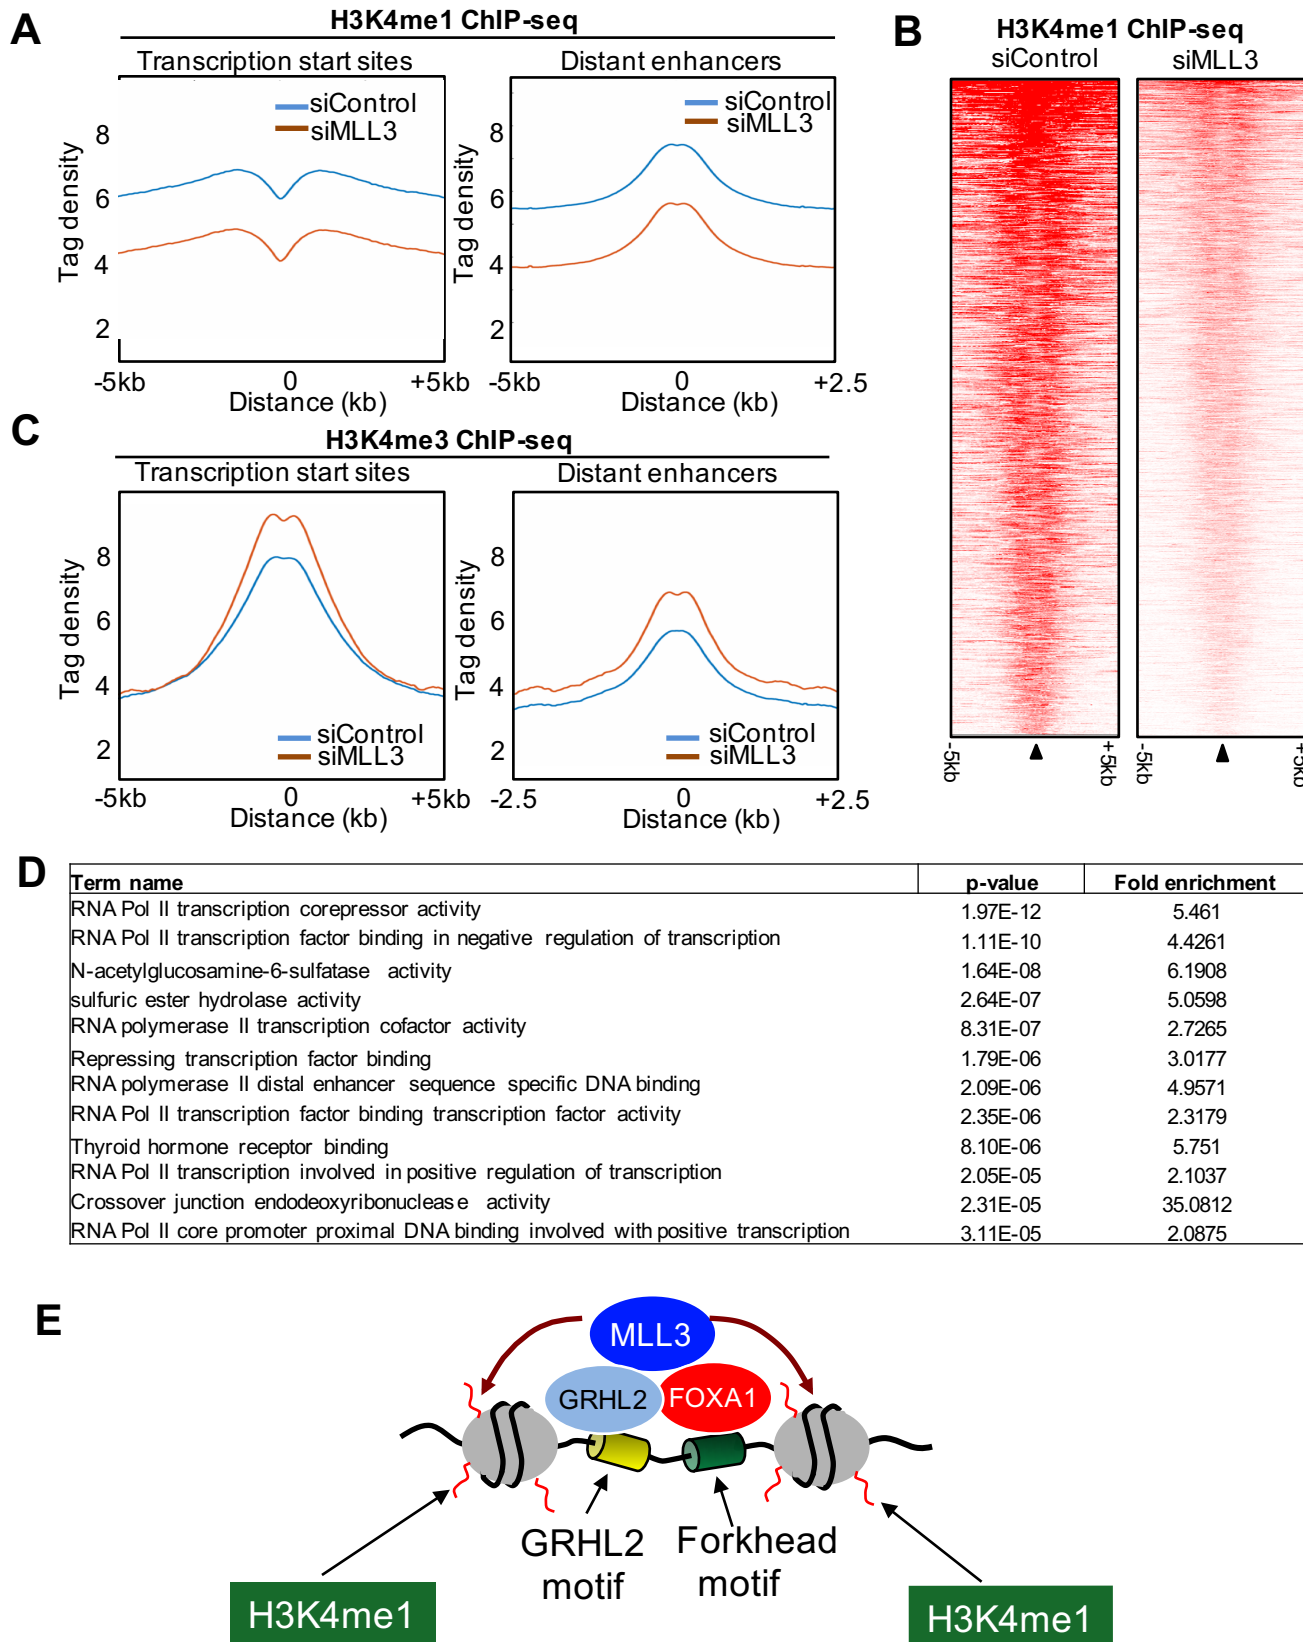 A
H3K4me1 ChIP-seq
Transcription start sites
Distant enhancers
siControl
siMLL3
siControl
siMLL3
Tag density
8
6
4
2
Tag density
8
6
4
2
-5kb
0
+5kb
Distance (kb)
-5kb
0
+2.5
Distance (kb)
B
H3K4me1 ChIP-seq
siControl
siMLL3
-5kb
+5kb
-5kb
+5kb
C
H3K4me3 ChIP-seq
Transcription start sites
Distant enhancers
Tag density
8
6
4
2
Tag density
8
6
4
2
siControl
siMLL3
siControl
siMLL3
-5kb
0
+5kb
Distance (kb)
-2.5
0
+2.5
Distance (kb)
D
Term name p-value Fold enrichment
RNA Pol II transcription corepressor activity 1.97E-12 5.461
RNA Pol II transcription factor binding in negative regulation of transcription 1.11E-10 4.4261
N-acetylglucosamine-6-sulfatase activity 1.64E-08 6.1908
sulfuric ester hydrolase activity 2.64E-07 5.0598
RNA polymerase II transcription cofactor activity 8.31E-07 2.7265
Repressing transcription factor binding 1.79E-06 3.0177
RNA polymerase II distal enhancer sequence specific DNA binding 2.09E-06 4.9571
RNA Pol II transcription factor binding transcription factor activity 2.35E-06 2.3179
Thyroid hormone receptor binding 8.10E-06 5.751
RNA Pol II transcription involved in positive regulation of transcription 2.05E-05 2.1037
Crossover junction endodeoxyribonuclease activity 2.31E-05 35.0812
RNA Pol II core promoter proximal DNA binding involved with positive transcription 3.11E-05 2.0875
E
MLL3
GRHL2
FOXA1
GRHL2
motif
Forkhead
motif
H3K4me1
H3K4me1